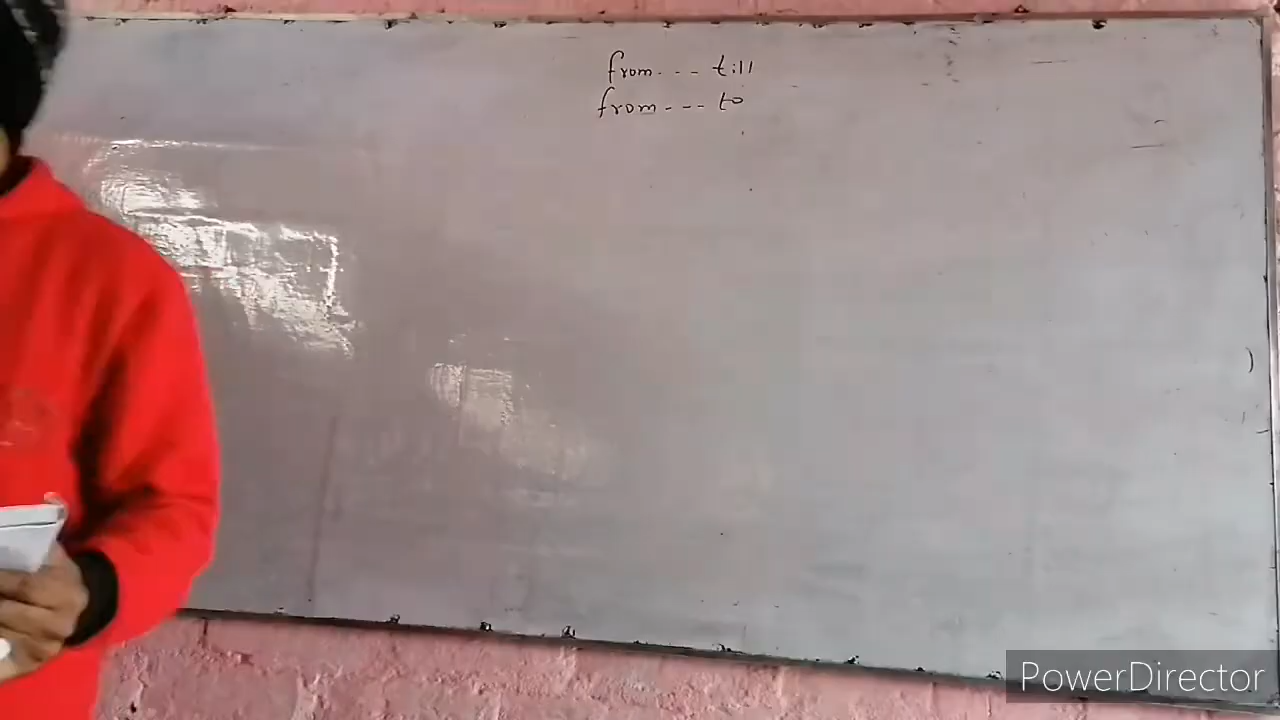 from--- till
from--- to
PowerDirector